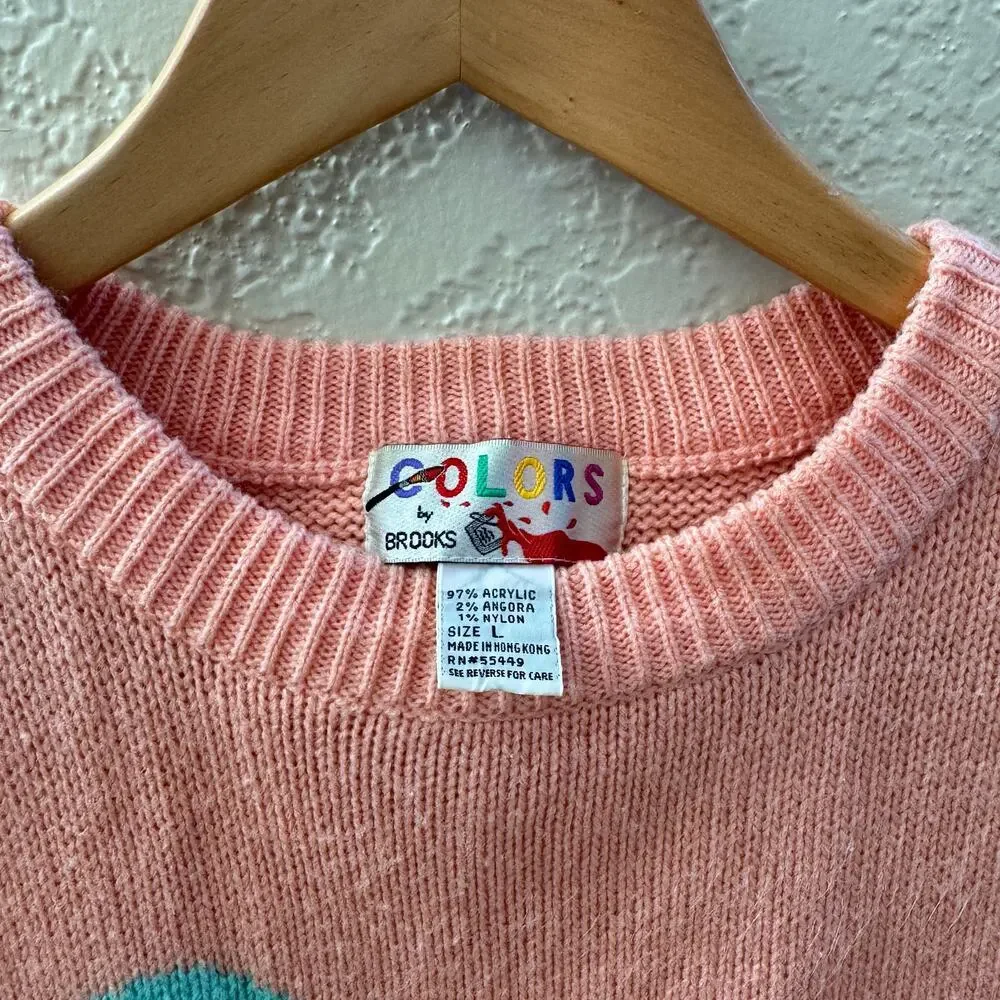 COLORS
by
BROOKS
97% ACRYLIC
2% ANGORA
1% NYLON
SIZE L
MADE IN HONG KONG
RN#55449
SEE REVERSE FOR CARE